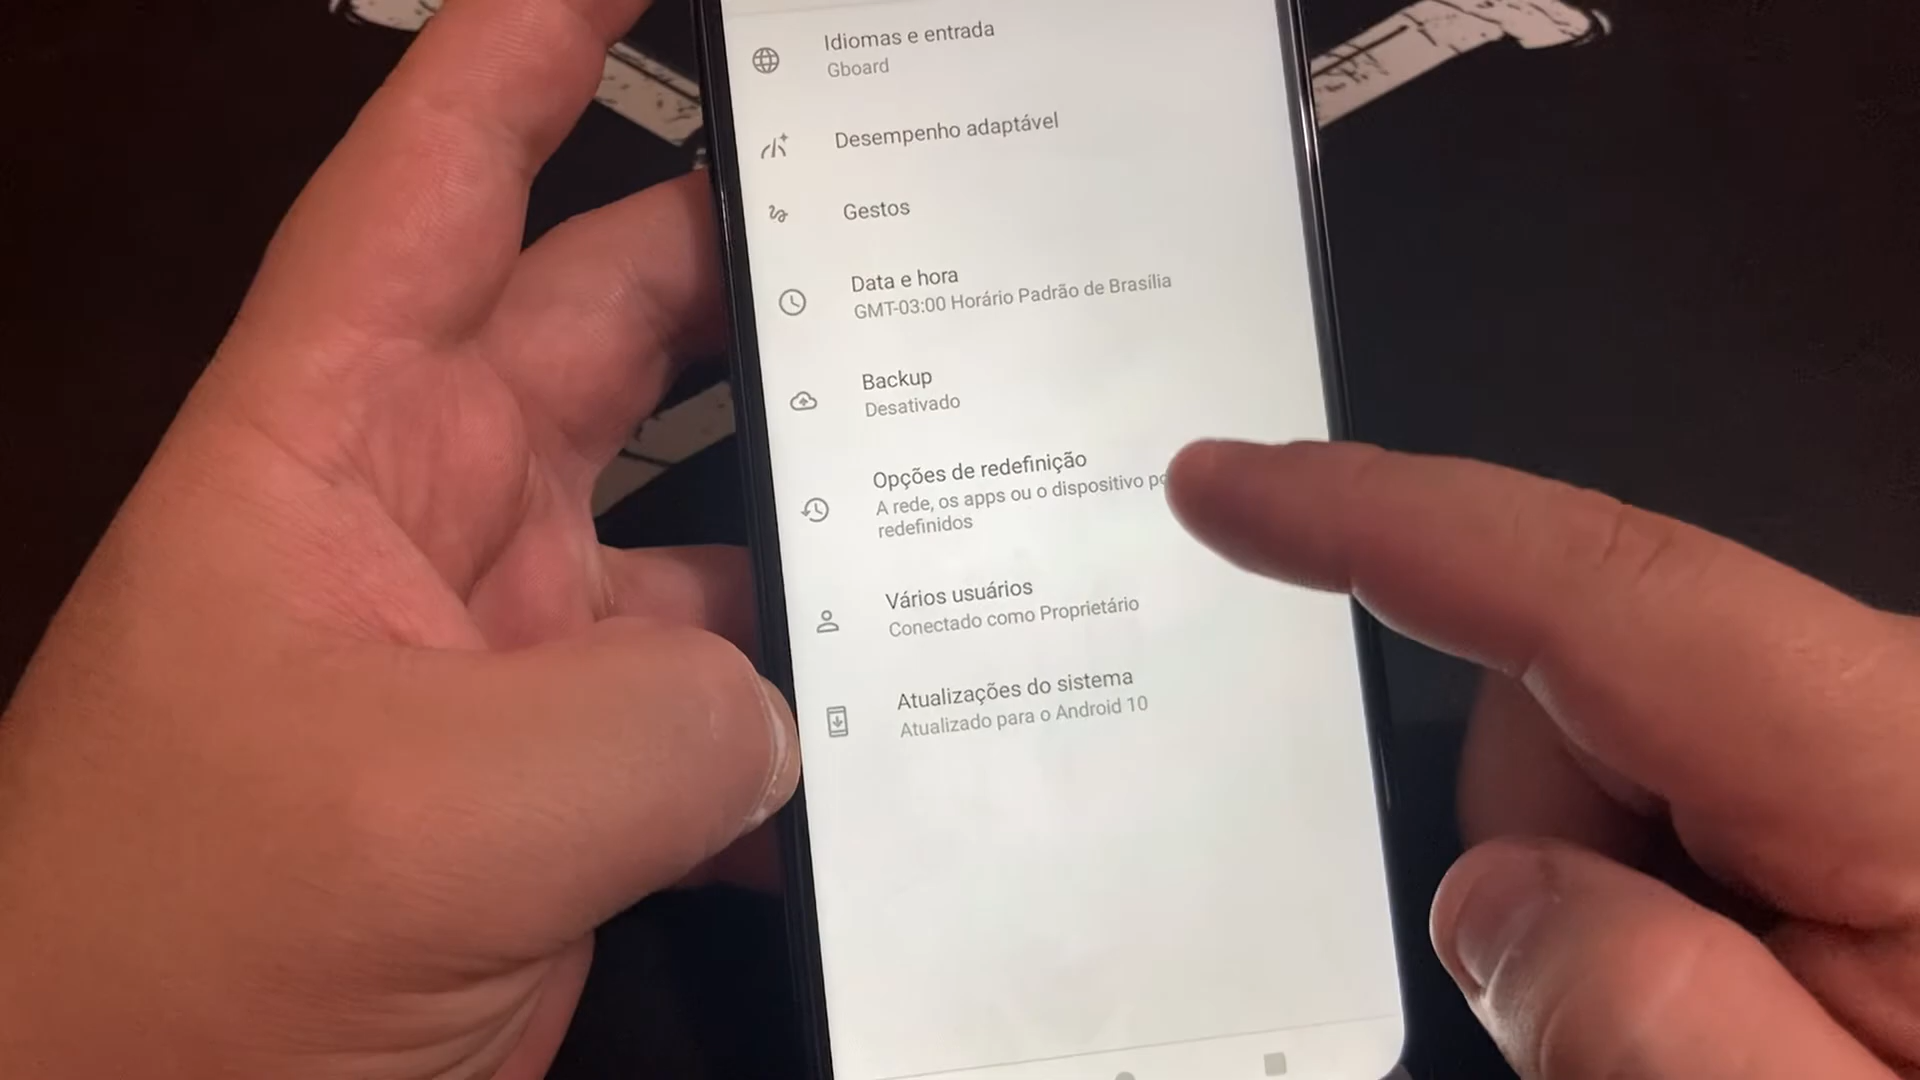 Idiomas e entrada
Gboard
Desempenho adaptável
Gestos
Data e hora
GMT-03:00 Horário Padrão de Brasília
Backup
Desativado
Opções de redefinição
A rede, os apps ou o dispositivo
redefinidos
Vários usuários
Conectado como Proprietário
Atualizações do sistema
Atualizado para o Android 10